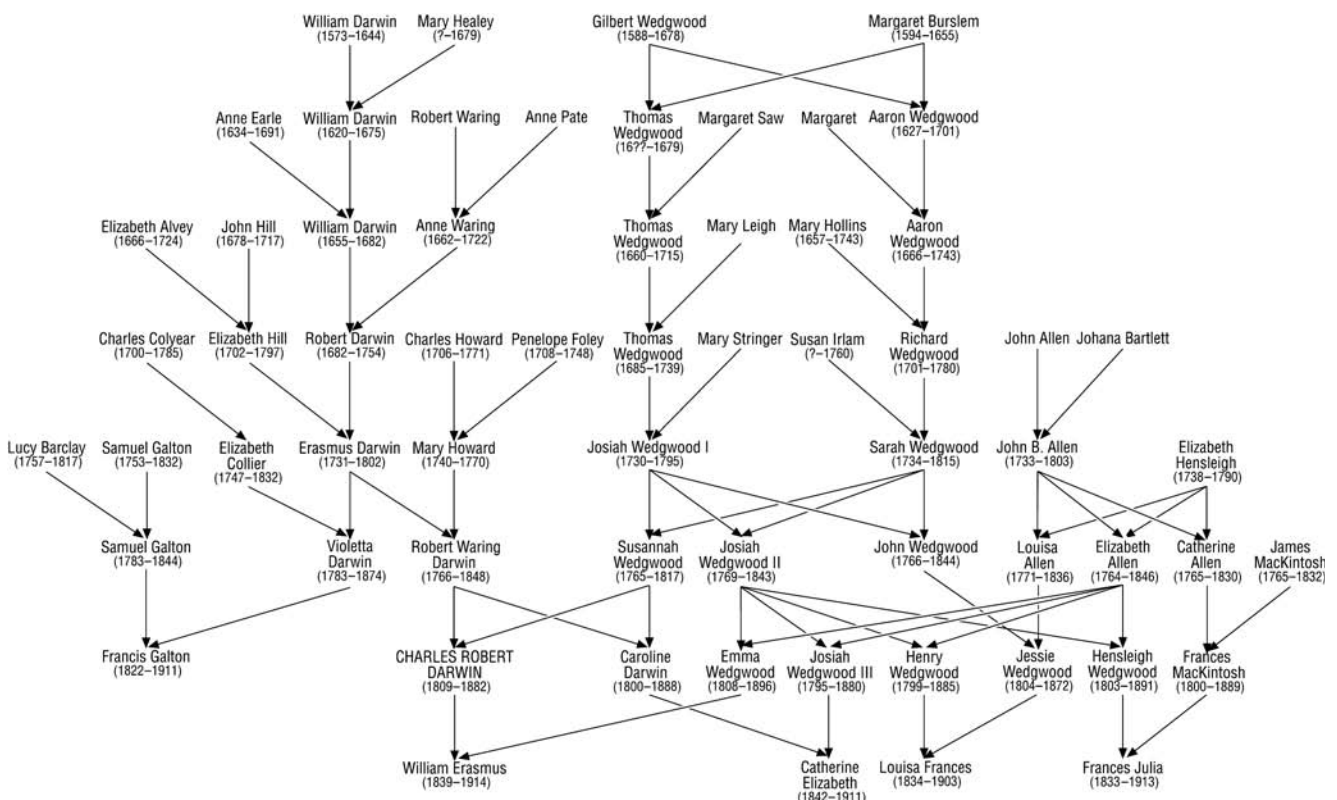 William Darwin
(1573–1644)
Mary Healey
(?–1679)
Gilbert Wedgwood
(1588–1678)
Margaret Burslem
(1594–1655)
Anne Earle
(1634–1691)
William Darwin
(1620–1675)
Robert Waring
Anne Pate
Thomas
Wedgwood
(16??–1679)
Margaret Saw
Margaret
Aaron Wedgwood
(1627–1701)
Elizabeth Alvey
(1666–1724)
John Hill
(1678–1717)
William Darwin
(1655–1682)
Anne Waring
(1662–1722)
Thomas
Wedgwood
(1660–1715)
Mary Leigh
Mary Hollins
(1657–1743)
Aaron
Wedgwood
(1666–1743)
Charles Colyear
(1700–1785)
Elizabeth Hill
(1702–1797)
Robert Darwin
(1682–1754)
Charles Howard
(1706–1771)
Penelope Foley
(1708–1748)
Thomas
Wedgwood
(1685–1739)
Mary Stringer
Susan Irlam
(?–1760)
Richard
Wedgwood
(1701–1780)
John Allen
Johana Bartlett
Lucy Barclay
(1757–1817)
Samuel Galton
(1753–1832)
Elizabeth
Collier
(1747–1832)
Erasmus Darwin
(1731–1802)
Mary Howard
(1740–1770)
Josiah Wedgwood I
(1730–1795)
Sarah Wedgwood
(1734–1815)
John B. Allen
(1733–1803)
Elizabeth
Hensleigh
(1738–1790)
Samuel Galton
(1783–1844)
Violetta
Darwin
(1783–1874)
Robert Waring
Darwin
(1766–1848)
Susannah
Wedgwood
(1765–1817)
Josiah
Wedgwood II
(1769–1843)
John Wedgwood
(1766–1844)
Louisa
Allen
(1771–1836)
Elizabeth
Allen
(1764–1846)
Catherine
Allen
(1765–1830)
James
MacKintosh
(1765–1832)
Francis Galton
(1822–1911)
CHARLES ROBERT
DARWIN
(1809–1882)
Caroline
Darwin
(1800–1888)
Emma
Wedgwood
(1808–1896)
Josiah
Wedgwood III
(1795–1880)
Henry
Wedgwood
(1799–1885)
Jessie
Wedgwood
(1804–1872)
Hensleigh
Wedgwood
(1803–1891)
Frances
MacKintosh
(1800–1889)
William Erasmus
(1839–1914)
Catherine
Elizabeth
(1842–1911)
Louisa Frances
(1834–1903)
Frances Julia
(1833–1913)